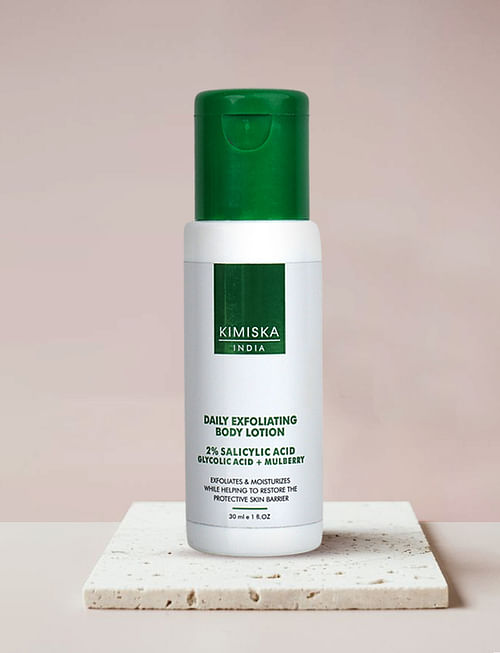 KIMISKA
INDIA
DAILY EXFOLIATING
BODY LOTION
2% SALICYLIC ACID
GLYCOLIC ACID + MULBERRY
EXFOLIATES & MOISTURIZES
WHILE HELPING TO RESTORE THE
PROTECTIVE SKIN BARRIER
30 ml e 1 fl.OZ